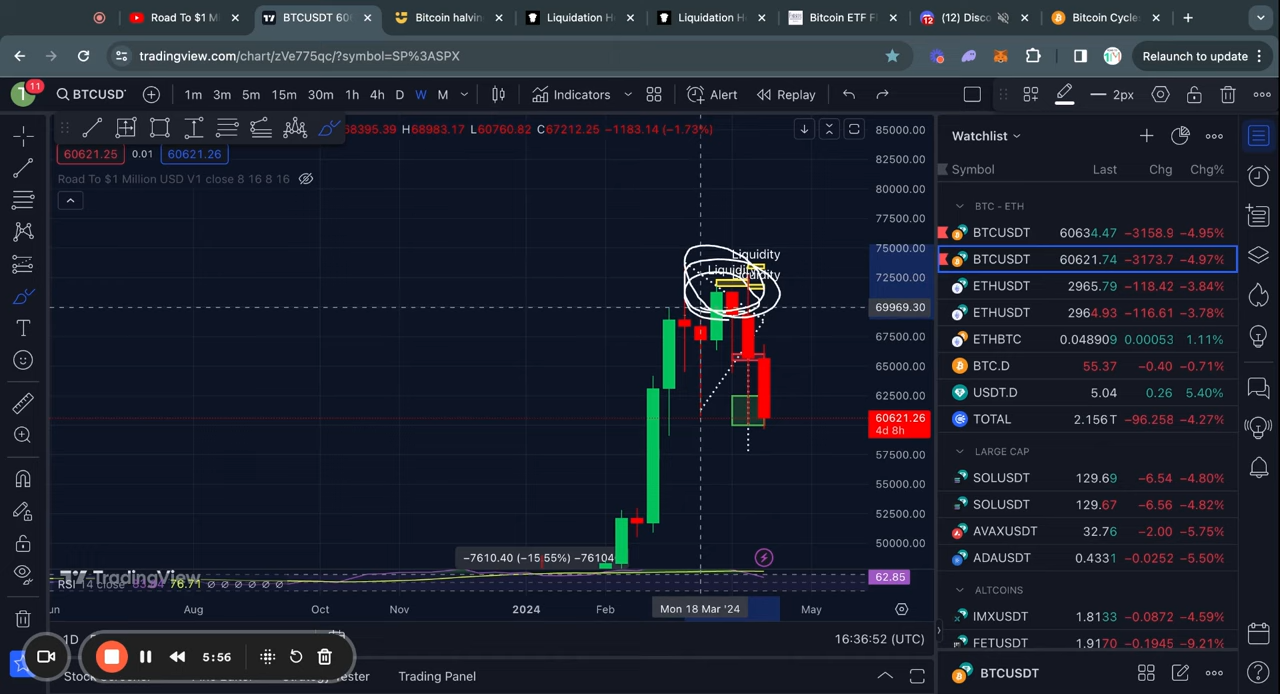 Road To $1 M
BTCUSDT 60
Bitcoin halvin
Liquidation H
Liquidation H
Bitcoin ETF F
(12) Disco
Bitcoin Cycle
tradingview.com/chart/zVe775qc/?symbol=SP%3ASPX
Relaunch to update
11
BTCUSD
1m 3m 5m 15m 30m 1h 4h D W M
Indicators
Alert
Replay
2px
68395.39 H68983.17 L60760.82 C67212.25 −1183.14 (−1.73%)
60621.25 0.01 60621.26
Road To $1 Million USD V1 close 8 16 8 16
Liquidity
Liquidity
85000.00
82500.00
80000.00
77500.00
75000.00
72500.00
69969.30
67500.00
65000.00
62500.00
60621.26
4d 8h
57500.00
55000.00
52500.00
50000.00
62.85
−7610.40 (−15.55%) −76104
TradingView
RSI 14 close
76.71
Aug Oct Nov 2024 Feb Mon 18 Mar '24 May
1D
16:36:52 (UTC)
5:56
Trading Panel
Watchlist
Symbol Last Chg Chg%
BTC - ETH
BTCUSDT 60634.47 −3158.9 −4.95%
BTCUSDT 60621.74 −3173.7 −4.97%
ETHUSDT 2965.79 −118.42 −3.84%
ETHUSDT 2964.93 −116.61 −3.78%
ETHBTC 0.048909 0.00053 1.11%
BTC.D 55.37 −0.40 −0.71%
USDT.D 5.04 0.26 5.40%
TOTAL 2.156T −96.258 −4.27%
LARGE CAP
SOLUSDT 129.69 −6.54 −4.80%
SOLUSDT 129.67 −6.56 −4.82%
AVAXUSDT 32.76 −2.00 −5.75%
ADAUSDT 0.4331 −0.0252 −5.50%
ALTCOINS
IMXUSDT 1.8133 −0.0872 −4.59%
FETUSDT 1.9170 −0.1945 −9.21%
BTCUSDT